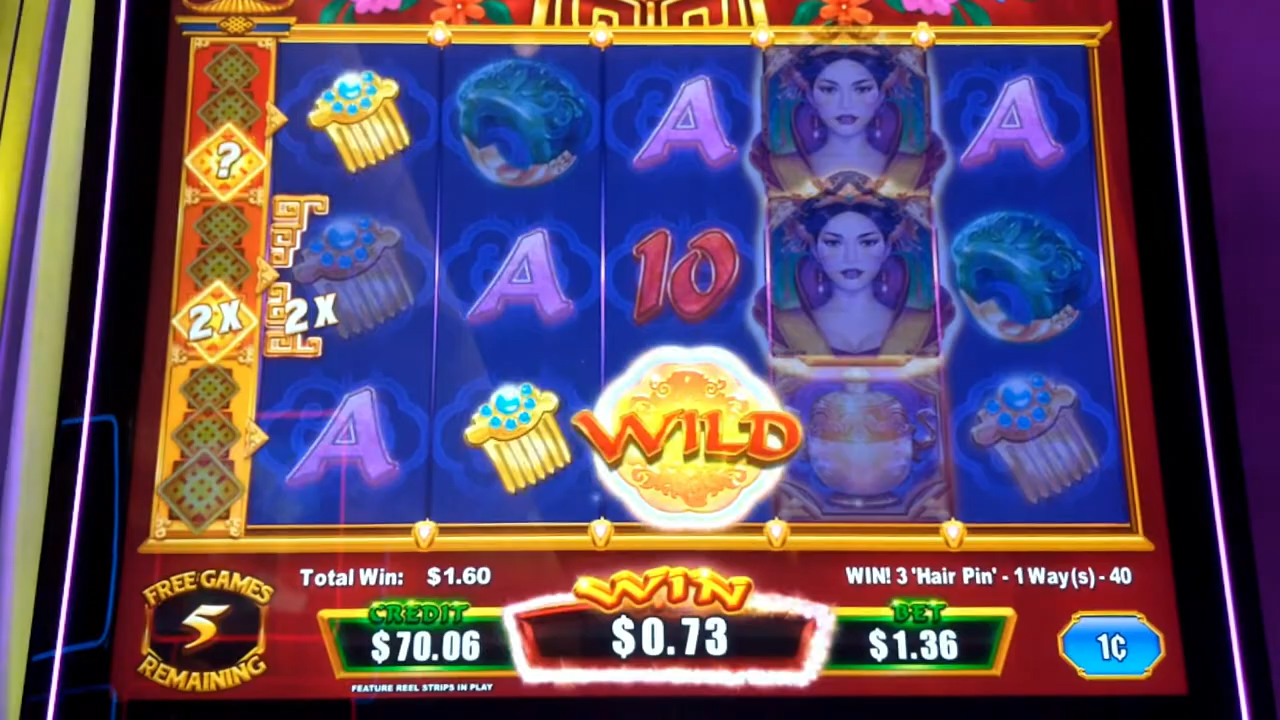 A
A
?
A
10
2X
2X
A
WILD
FREE GAMES
5
REMAINING
Total Win: $1.60
WIN
WIN! 3 'Hair Pin' - 1 Way(s) - 40
CREDIT
$70.06
$0.73
BET
$1.36
1¢
FEATURE REEL STRIPS IN PLAY